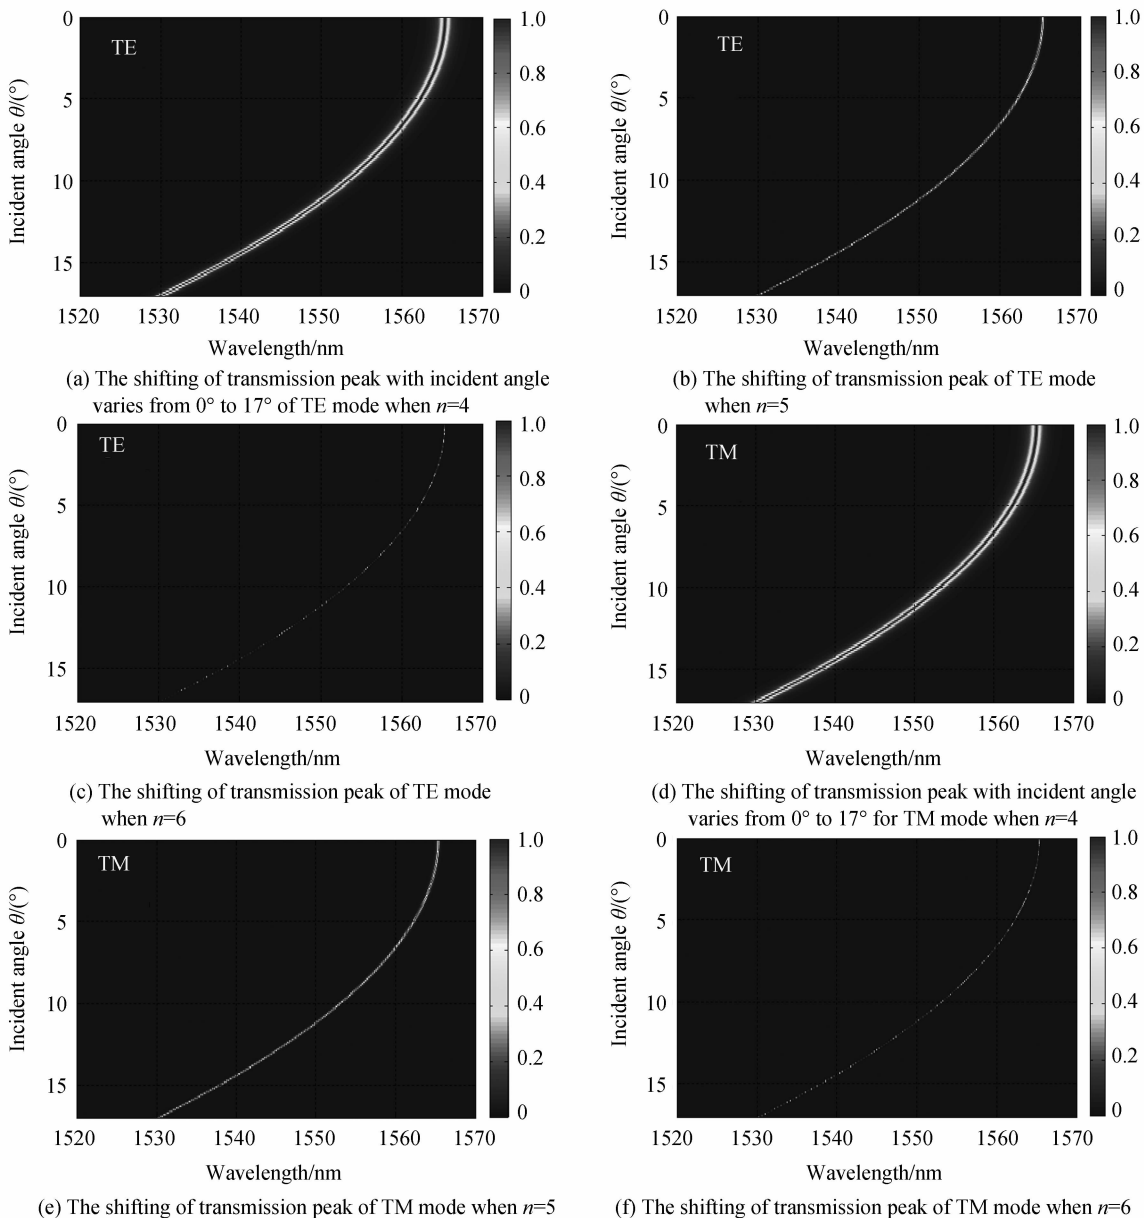 0
5
10
15
Incident angle θ/(°)
TE
1520 1530 1540 1550 1560 1570
Wavelength/nm
1.0
0.8
0.6
0.4
0.2
0
(a) The shifting of transmission peak with incident angle
varies from 0° to 17° of TE mode when n=4
0
5
10
15
Incident angle θ/(°)
TE
1520 1530 1540 1550 1560 1570
Wavelength/nm
1.0
0.8
0.6
0.4
0.2
0
(b) The shifting of transmission peak of TE mode
when n=5
0
5
10
15
Incident angle θ/(°)
TE
1520 1530 1540 1550 1560 1570
Wavelength/nm
1.0
0.8
0.6
0.4
0.2
0
(c) The shifting of transmission peak of TE mode
when n=6
0
5
10
15
Incident angle θ/(°)
TM
1520 1530 1540 1550 1560 1570
Wavelength/nm
1.0
0.8
0.6
0.4
0.2
0
(d) The shifting of transmission peak with incident angle
varies from 0° to 17° for TM mode when n=4
0
5
10
15
Incident angle θ/(°)
TM
1520 1530 1540 1550 1560 1570
Wavelength/nm
1.0
0.8
0.6
0.4
0.2
0
(e) The shifting of transmission peak of TM mode when n=5
0
5
10
15
Incident angle θ/(°)
TM
1520 1530 1540 1550 1560 1570
Wavelength/nm
1.0
0.8
0.6
0.4
0.2
0
(f) The shifting of transmission peak of TM mode when n=6